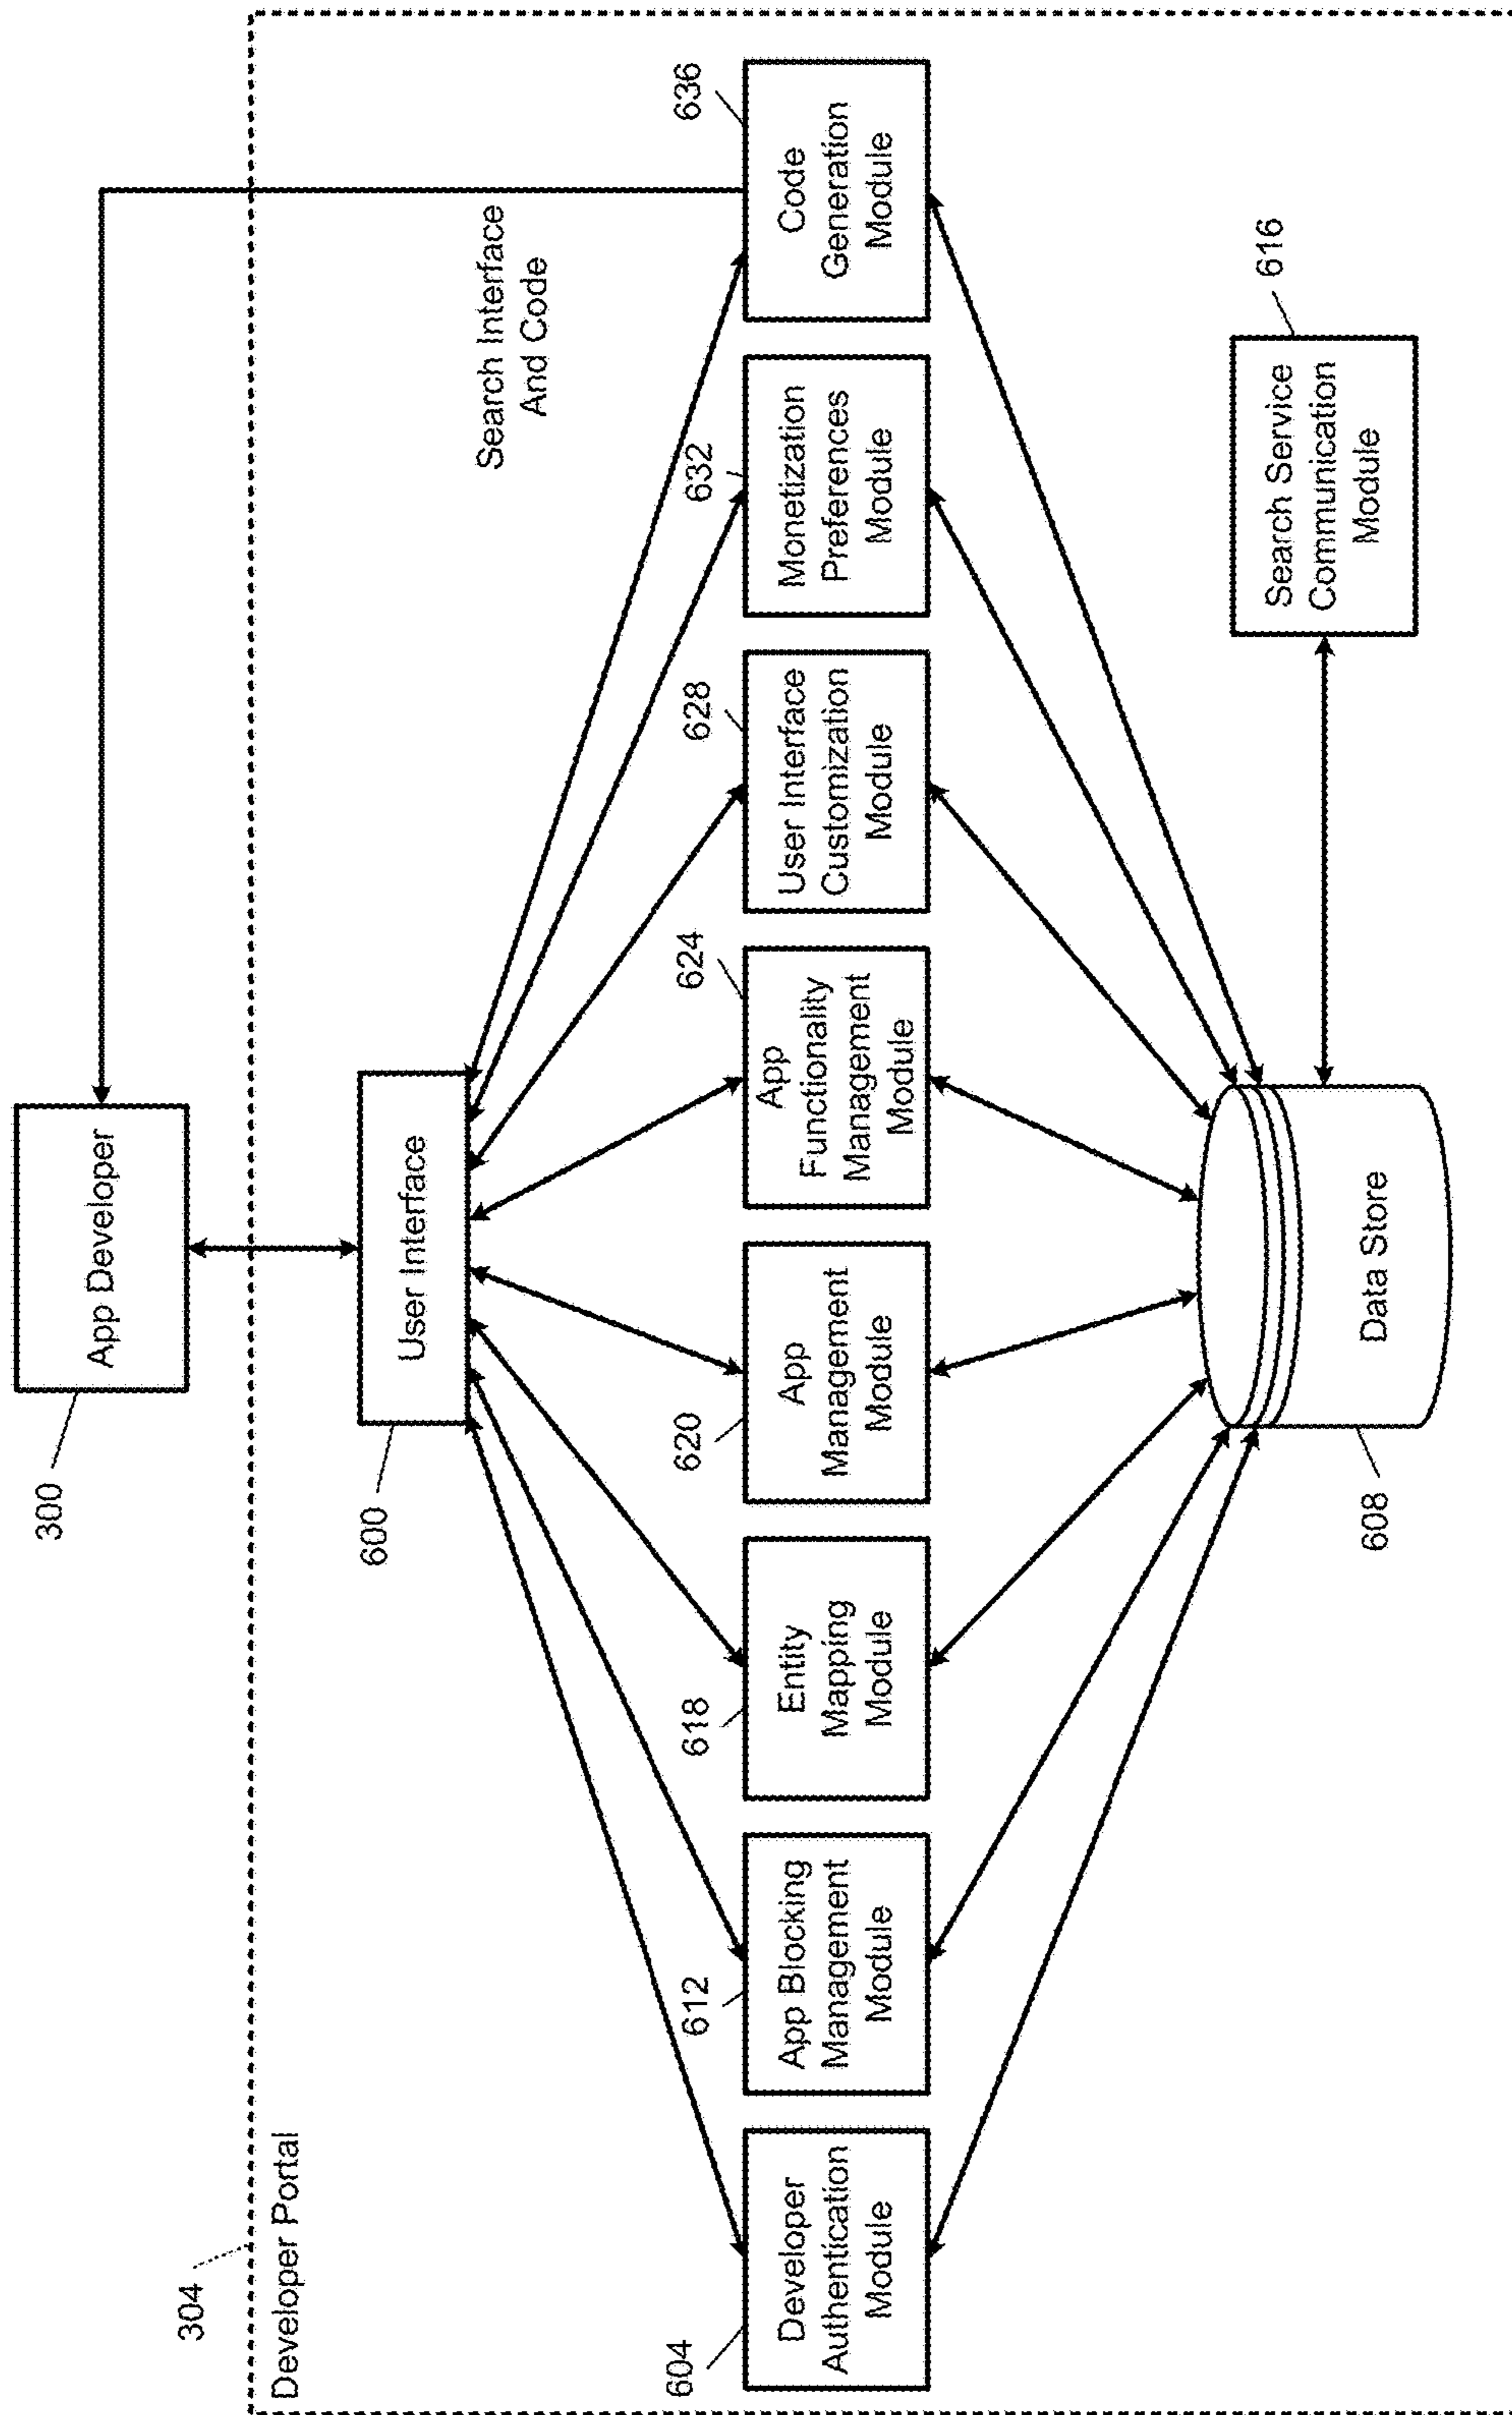 300
App Developer
304
Developer Portal
600
User Interface
Search Interface
And Code
604
Developer
Authentication
Module
612
App Blocking
Management
Module
618
Entity
Mapping
Module
620
App
Management
Module
624
App
Functionality
Management
Module
628
User Interface
Customization
Module
632
Monetization
Preferences
Module
636
Code
Generation
Module
608
Data Store
616
Search Service
Communication
Module